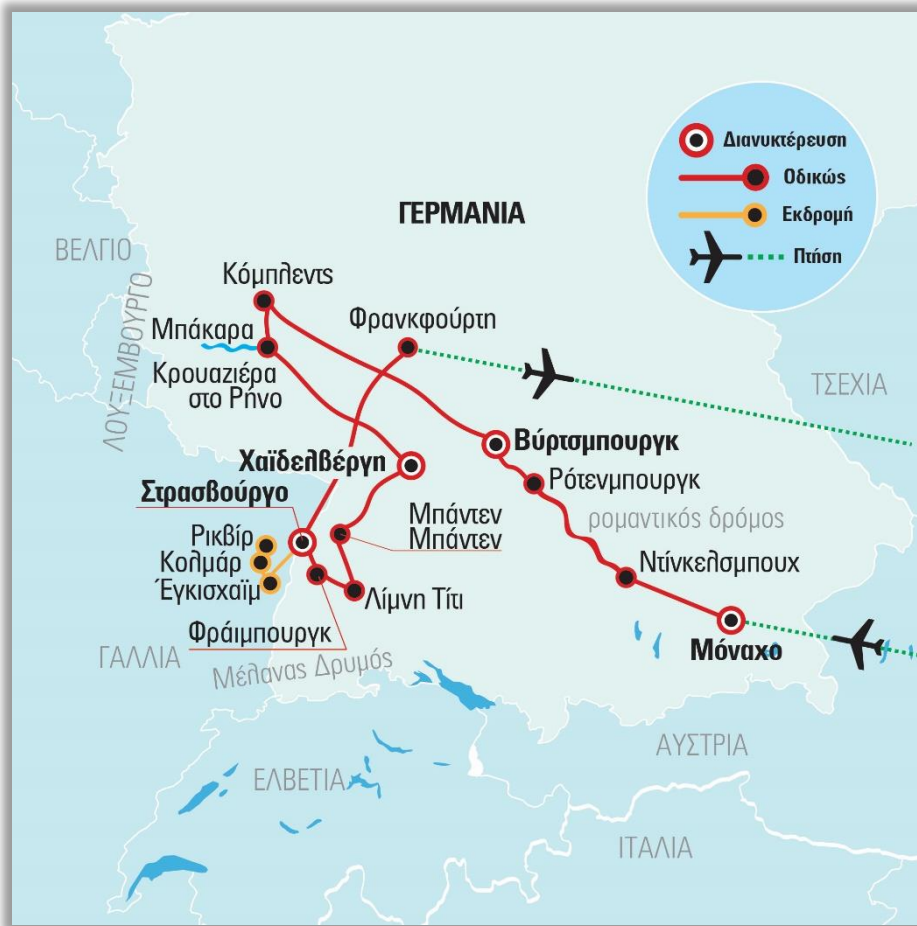 Διανυκτέρευση
Οδικώς
Εκδρομή
Πτήση
ΓΕΡΜΑΝΙΑ
ΒΕΛΓΙΟ
ΛΟΥΞΕΜΒΟΥΡΓΟ
Κόμπλεντς
Μπάκαρα
Κρουαζιέρα
στο Ρήνο
Φρανκφούρτη
ΤΣΕΧΙΑ
Χαϊδελβέργη
Βύρτσμπουργκ
Ρότενμπουργκ
Στρασβούργο
Μπάντεν
Μπάντεν
ρομαντικός δρόμος
Ρικβίρ
Κολμάρ
Έγκισχαϊμ
Ντίνκελσμπουχ
Λίμνη Τίτι
Φράιμπουργκ
Μόναχο
ΓΑΛΛΙΑ
Μέλανας Δρυμός
ΑΥΣΤΡΙΑ
ΕΛΒΕΤΙΑ
ΙΤΑΛΙΑ